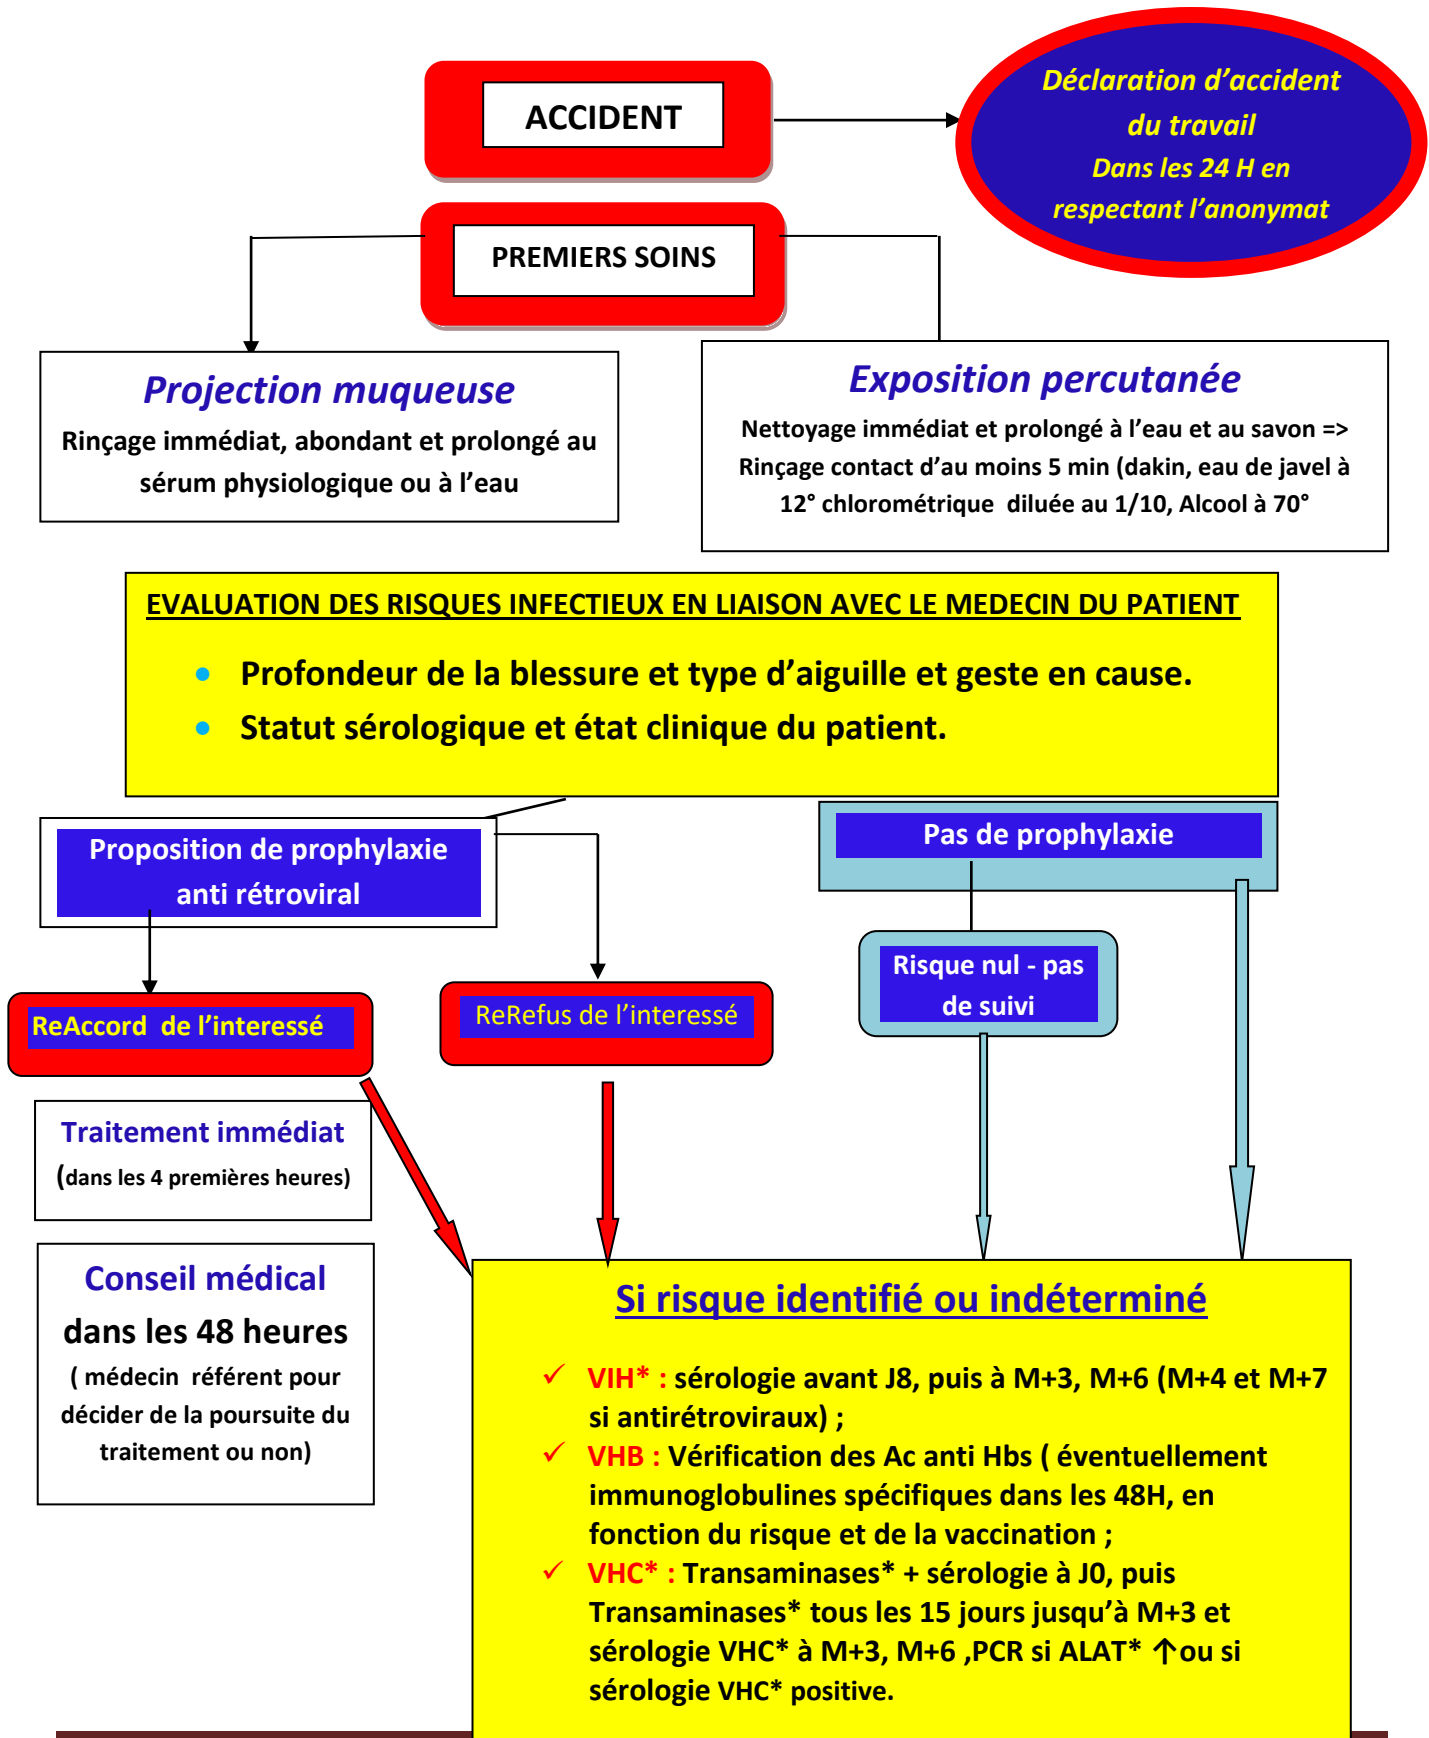 ACCIDENT
Déclaration d’accident
du travail
Dans les 24 H en
respectant l’anonymat
PREMIERS SOINS
Projection muqueuse
Rinçage immédiat, abondant et prolongé au
sérum physiologique ou à l’eau
Exposition percutanée
Nettoyage immédiat et prolongé à l’eau et au savon =>
Rinçage contact d’au moins 5 min (dakin, eau de javel à
12° chlorométrique diluée au 1/10, Alcool à 70°
EVALUATION DES RISQUES INFECTIEUX EN LIAISON AVEC LE MEDECIN DU PATIENT
• Profondeur de la blessure et type d’aiguille et geste en cause.
• Statut sérologique et état clinique du patient.
Proposition de prophylaxie
anti rétroviral
Pas de prophylaxie
Risque nul - pas
de suivi
ReAccord de l’interessé
ReRefus de l’interessé
Traitement immédiat
(dans les 4 premières heures)
Conseil médical
dans les 48 heures
( médecin référent pour
décider de la poursuite du
traitement ou non)
Si risque identifié ou indéterminé
✓ VIH* : sérologie avant J8, puis à M+3, M+6 (M+4 et M+7
si antirétroviraux) ;
✓ VHB : Vérification des Ac anti Hbs ( éventuellement
immunoglobulines spécifiques dans les 48H, en
fonction du risque et de la vaccination ;
✓ VHC* : Transaminases* + sérologie à J0, puis
Transaminases* tous les 15 jours jusqu’à M+3 et
sérologie VHC* à M+3, M+6 ,PCR si ALAT* ↑ou si
sérologie VHC* positive.